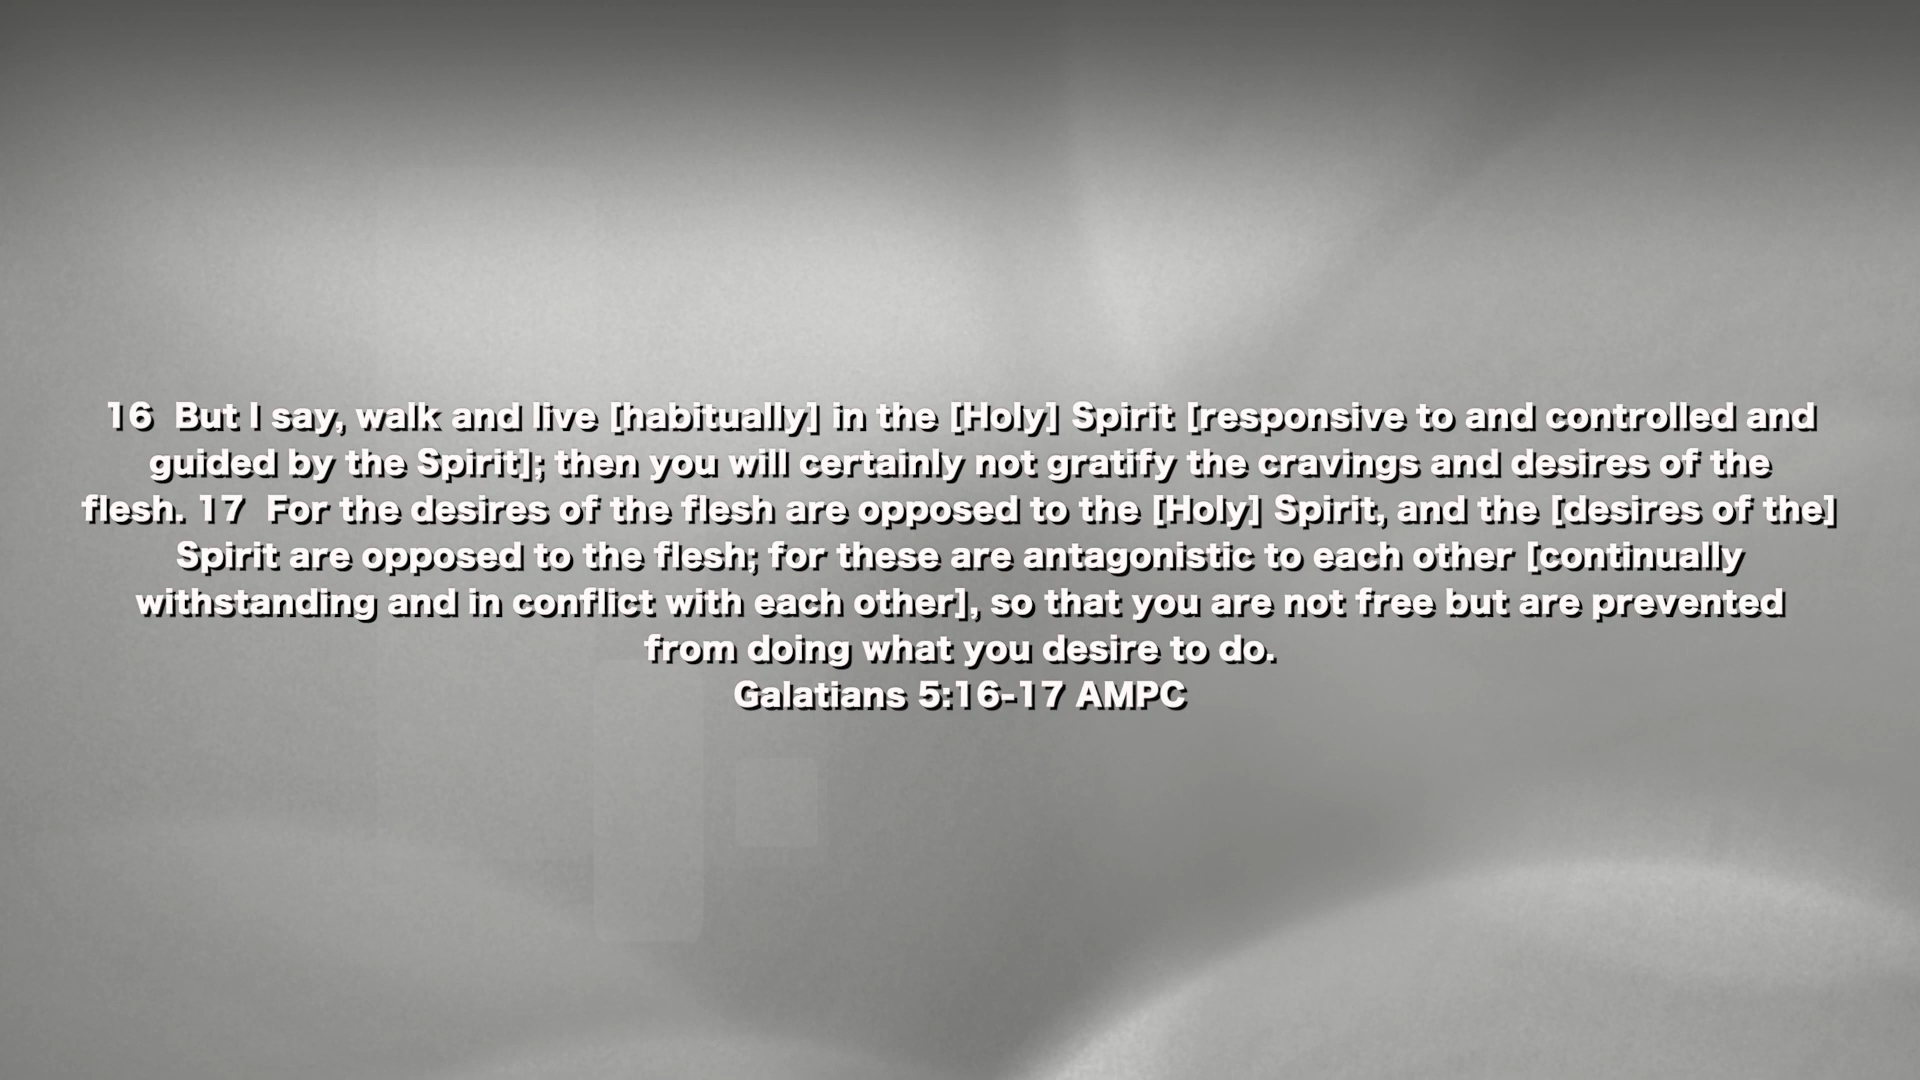 16  But I say, walk and live [habitually] in the [Holy] Spirit [responsive to and controlled and
guided by the Spirit]; then you will certainly not gratify the cravings and desires of the
flesh. 17  For the desires of the flesh are opposed to the [Holy] Spirit, and the [desires of the]
Spirit are opposed to the flesh; for these are antagonistic to each other [continually
withstanding and in conflict with each other], so that you are not free but are prevented
from doing what you desire to do.
Galatians 5:16-17 AMPC